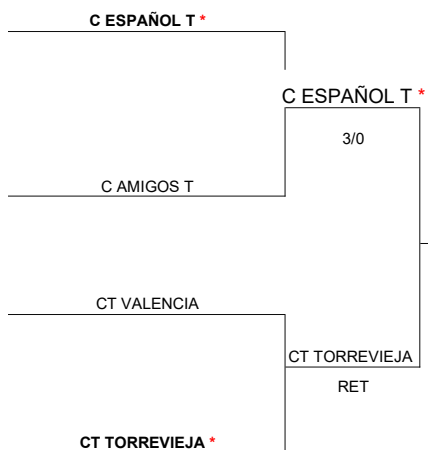 C ESPAÑOL T *
C ESPAÑOL T *
3/0
C AMIGOS T
CT VALENCIA
CT TORREVIEJA
RET
CT TORREVIEJA *